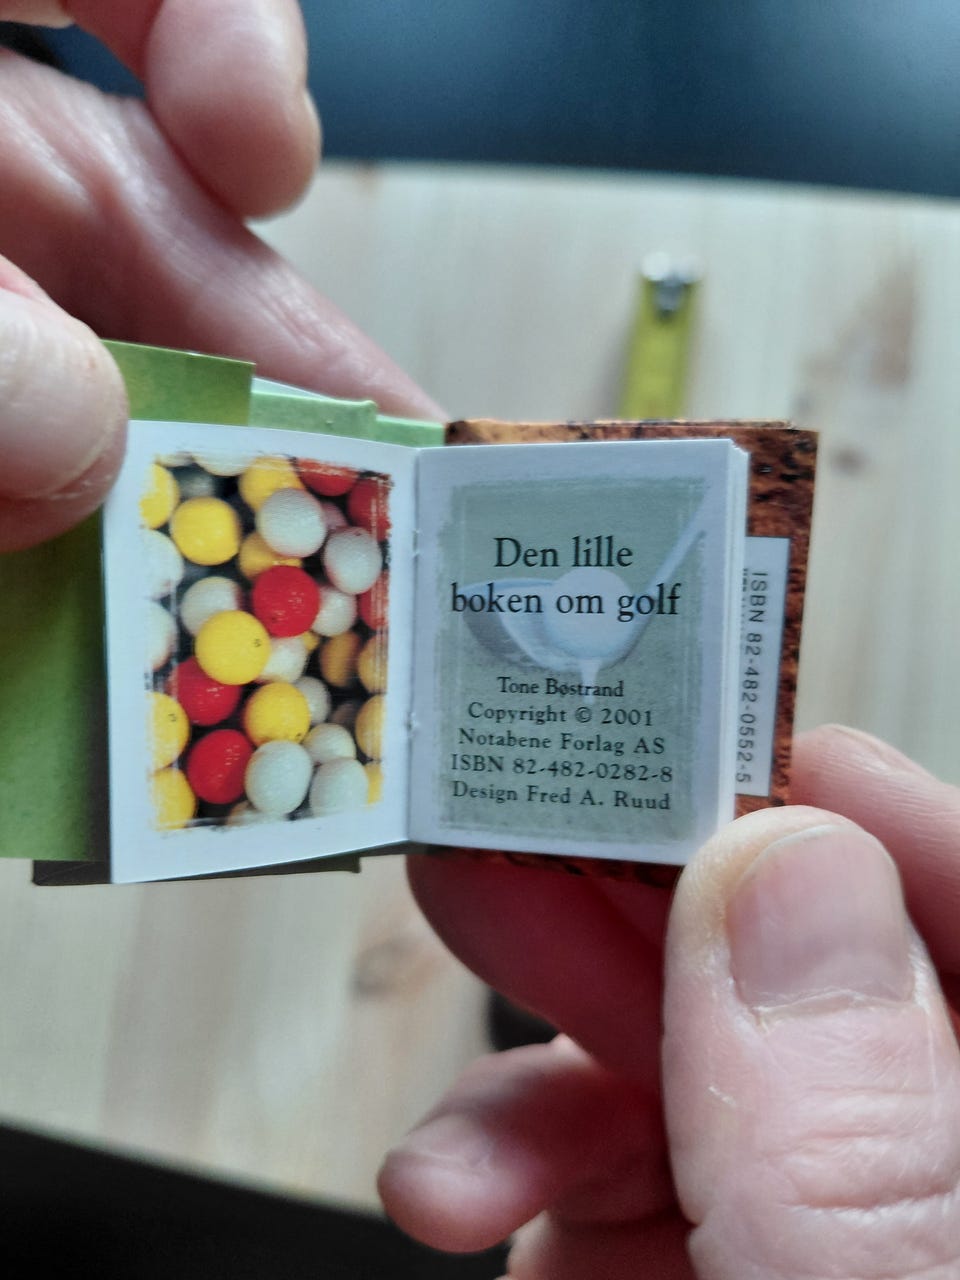 Den lille
boken om golf
Tone Bøstrand
Copyright © 2001
Notabene Forlag AS
ISBN 82-482-0282-8
Design Fred A. Ruud
ISBN 82-482-0552-5